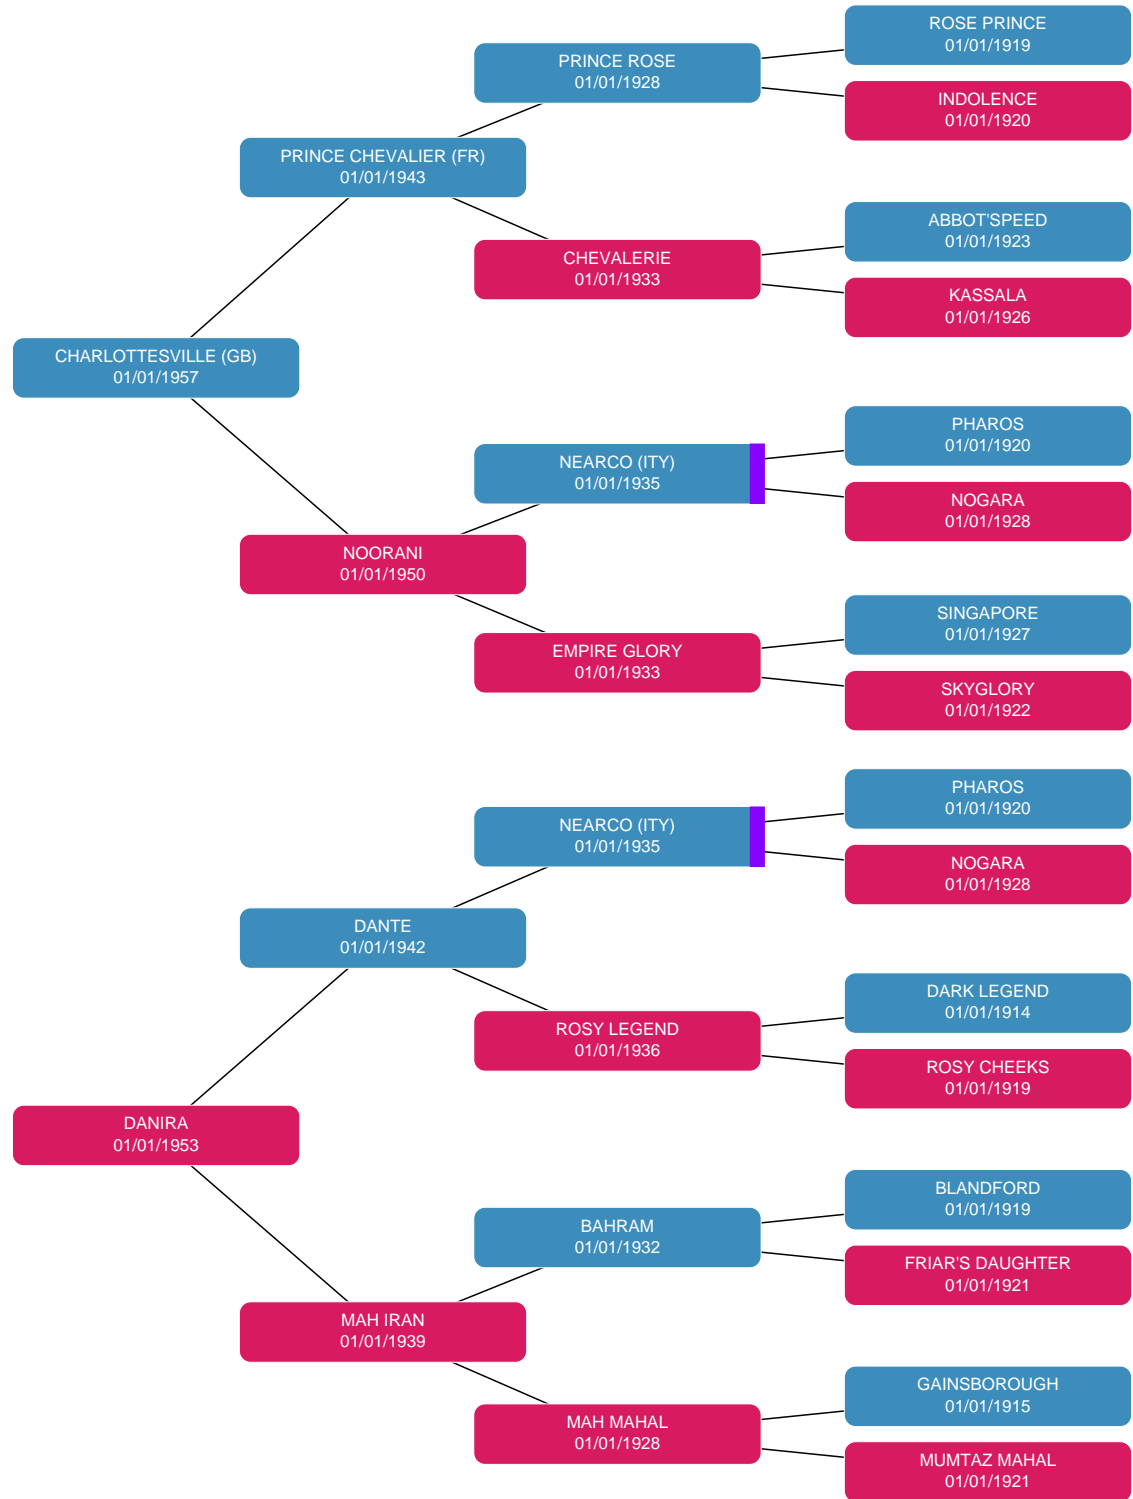 ROSE PRINCE
01/01/1919
PRINCE ROSE
01/01/1928
INDOLENCE
01/01/1920
PRINCE CHEVALIER (FR)
01/01/1943
ABBOT'SPEED
01/01/1923
CHEVALERIE
01/01/1933
KASSALA
01/01/1926
CHARLOTTESVILLE (GB)
01/01/1957
PHAROS
01/01/1920
NEARCO (ITY)
01/01/1935
NOGARA
01/01/1928
NOORANI
01/01/1950
SINGAPORE
01/01/1927
EMPIRE GLORY
01/01/1933
SKYGLORY
01/01/1922
PHAROS
01/01/1920
NEARCO (ITY)
01/01/1935
NOGARA
01/01/1928
DANTE
01/01/1942
DARK LEGEND
01/01/1914
ROSY LEGEND
01/01/1936
ROSY CHEEKS
01/01/1919
DANIRA
01/01/1953
BLANDFORD
01/01/1919
BAHRAM
01/01/1932
FRIAR'S DAUGHTER
01/01/1921
MAH IRAN
01/01/1939
GAINSBOROUGH
01/01/1915
MAH MAHAL
01/01/1928
MUMTAZ MAHAL
01/01/1921